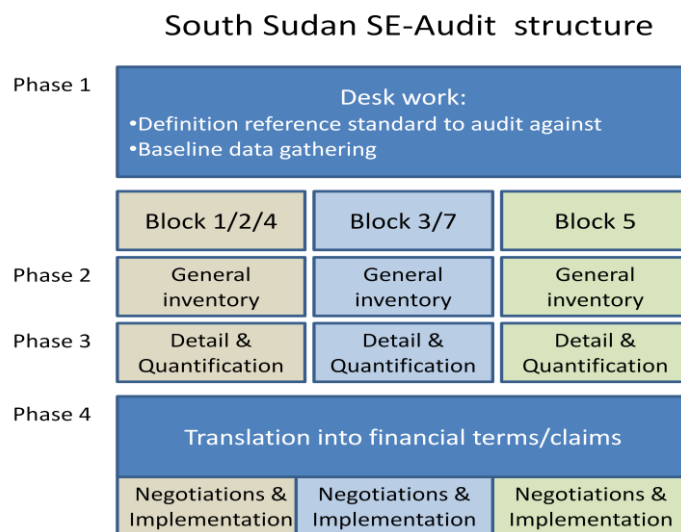 South Sudan SE-Audit structure
Phase 1
Desk work:
•Definition reference standard to audit against
•Baseline data gathering
Block 1/2/4
Block 3/7
Block 5
Phase 2
General
inventory
General
inventory
General
inventory
Phase 3
Detail &
Quantification
Detail &
Quantification
Detail &
Quantification
Phase 4
Translation into financial terms/claims
Negotiations &
Implementation
Negotiations &
Implementation
Negotiations &
Implementation